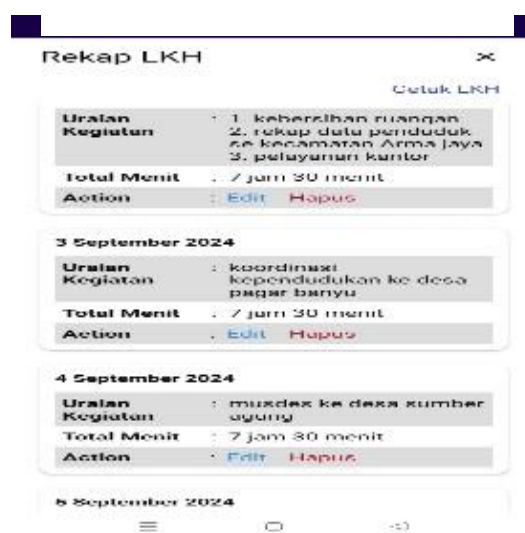 Rekap LKH ×
Cetak LKH
Uraian : 1. kebersihan ruangan
Kegiatan 2. rekap data penduduk
se kecamatan Arma jaya
3. pelayanan kantor
Total Menit : 7 jam 30 menit
Action : Edit Hapus
3 September 2024
Uraian : koordinasi
Kegiatan kependudukan ke desa
pagar banyu
Total Menit : 7 jam 30 menit
Action : Edit Hapus
4 September 2024
Uraian : musdes ke desa sumber
Kegiatan agung
Total Menit : 7 jam 30 menit
Action : Edit Hapus
September 2024